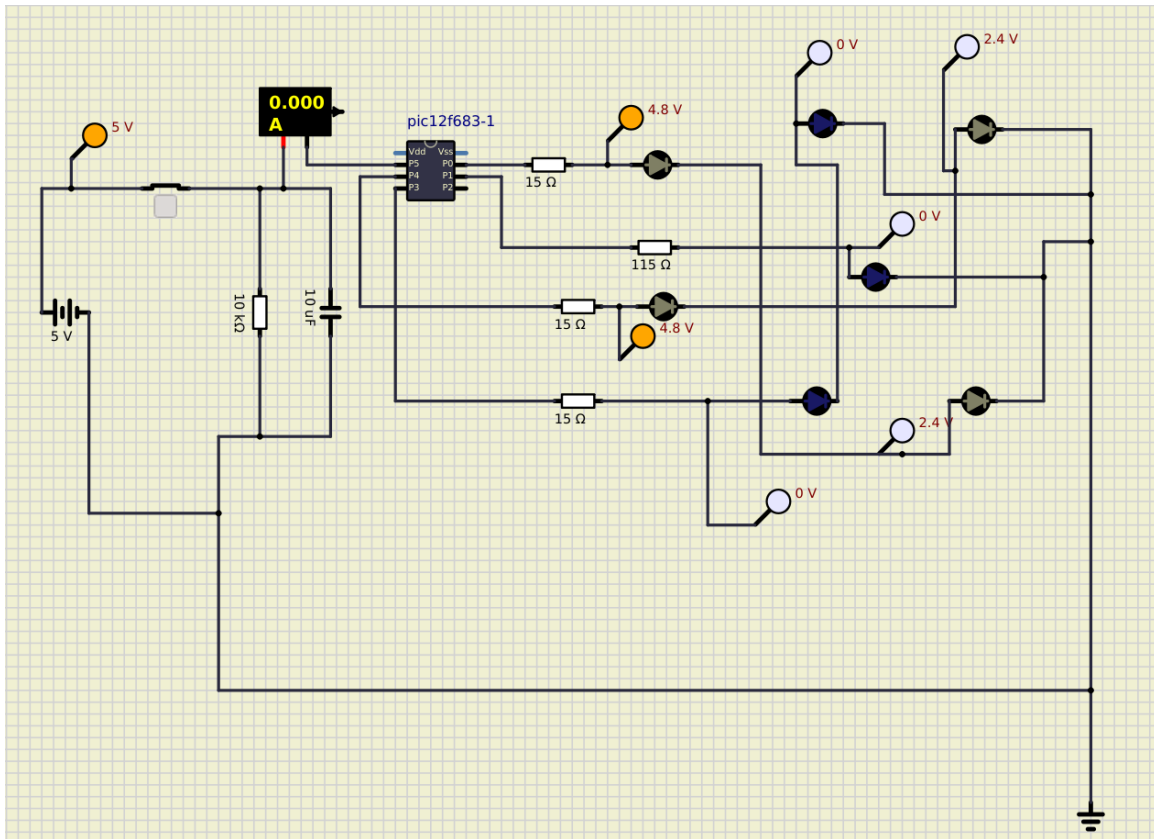 0 V
2.4 V
0.000
A
pic12f683-1
4.8 V
5 V
Vdd Vss
P5 P0
P4 P1
P3 P2
15 Ω
0 V
115 Ω
10 kΩ
10 uF
5 V
15 Ω
4.8 V
15 Ω
2.4 V
0 V